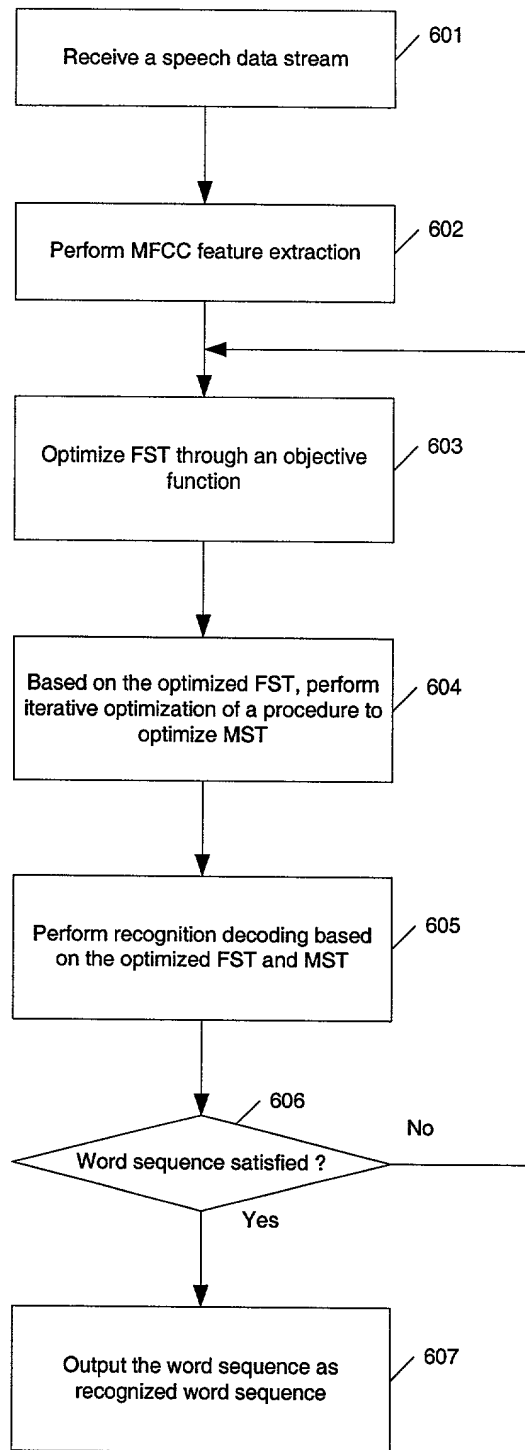 Receive a speech data stream
601
Perform MFCC feature extraction
602
Optimize FST through an objective
function
603
Based on the optimized FST, perform
iterative optimization of a procedure to
optimize MST
604
Perform recognition decoding based
on the optimized FST and MST
605
606
Word sequence satisfied ?
No
Yes
Output the word sequence as
recognized word sequence
607